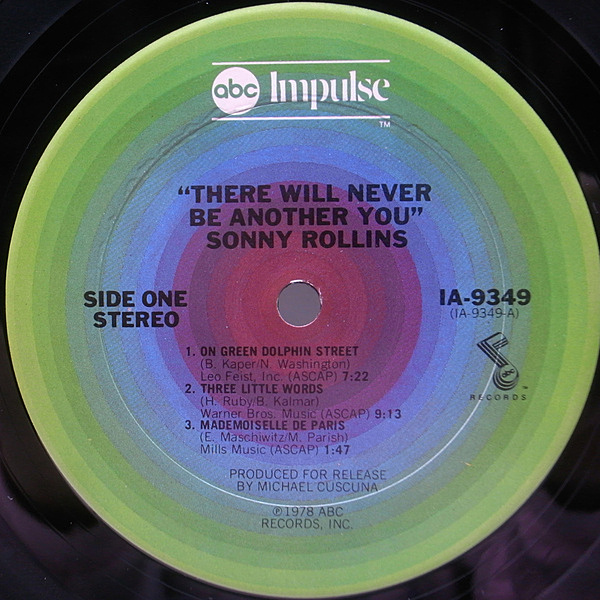 abc Impulse
TM
"THERE WILL NEVER
BE ANOTHER YOU"
SONNY ROLLINS
SIDE ONE
STEREO
IA-9349
(IA-9349-A)
1. ON GREEN DOLPHIN STREET
(B. Kaper/N. Washington)
Leo Feist, Inc. (ASCAP) 7:22
2. THREE LITTLE WORDS
(H. Ruby/B. Kalmar)
Warner Bros. Music (ASCAP) 9:13
3. MADEMOISELLE DE PARIS
(E. Maschiwitz/M. Parish)
Mills Music (ASCAP) 1:47
abc
RECORDS
PRODUCED FOR RELEASE
BY MICHAEL CUSCUNA
℗ 1978 ABC
RECORDS, INC.